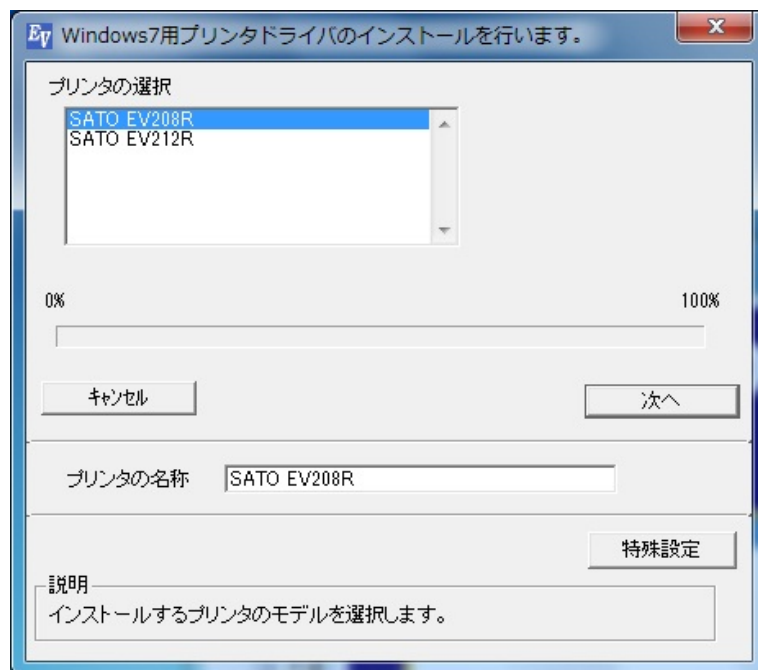 EV Windows7用プリンタドライバのインストールを行います。
プリンタの選択
SATO EV208R
SATO EV212R
0% 100%
キャンセル 次へ
プリンタの名称 SATO EV208R
特殊設定
説明
インストールするプリンタのモデルを選択します。